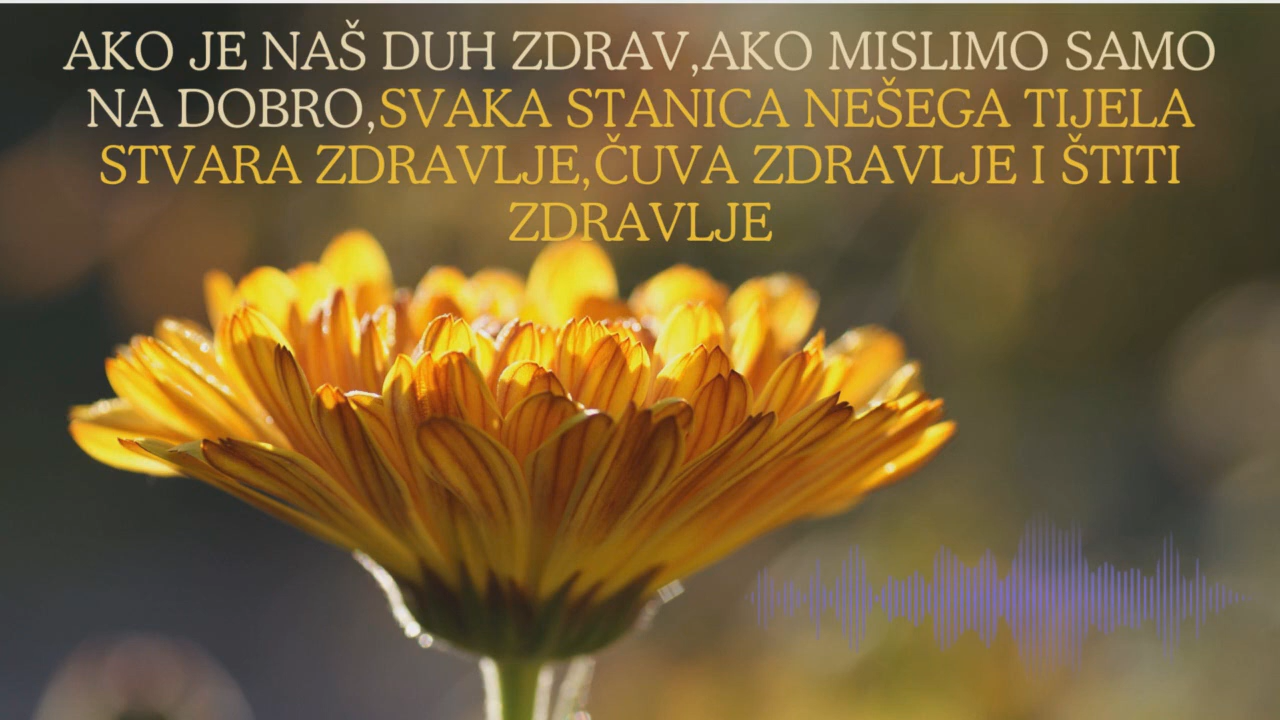 AKO JE NAŠ DUH ZDRAV,AKO MISLIMO SAMO
NA DOBRO,SVAKA STANICA NEŠEGA TIJELA
STVARA ZDRAVLJE,ČUVA ZDRAVLJE I ŠTITI
ZDRAVLJE